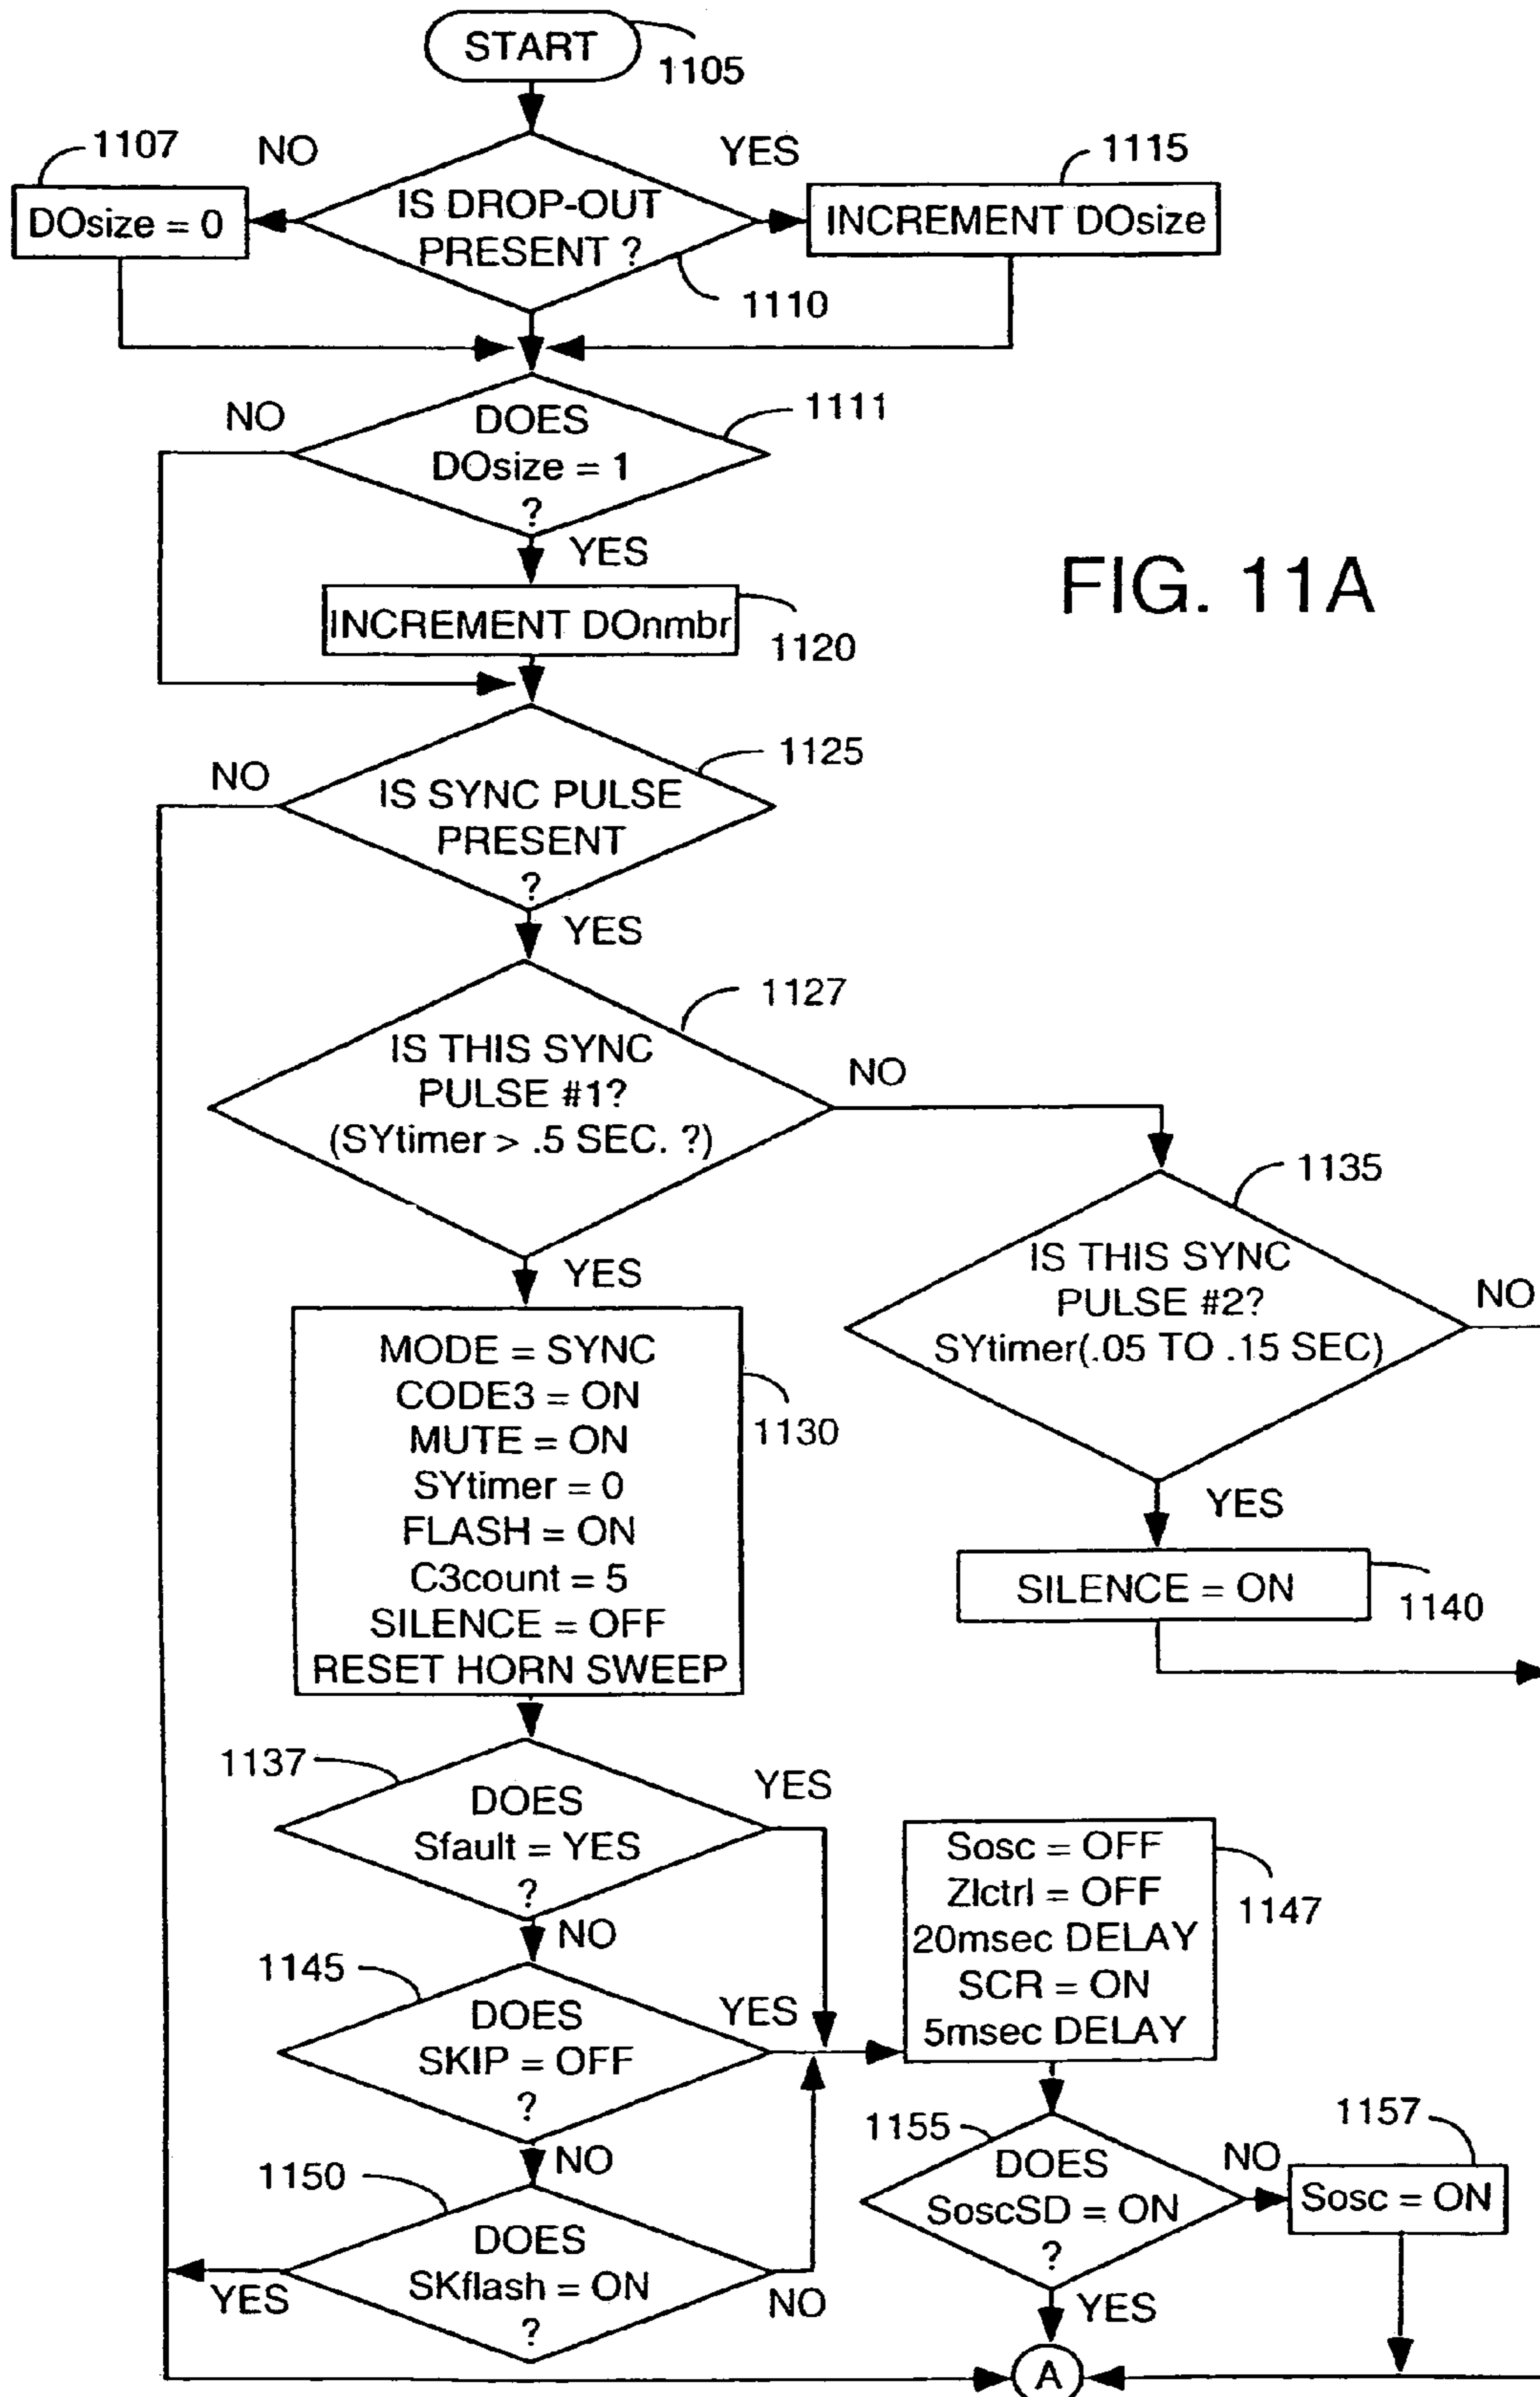 START
1105
1107
NO
YES
1115
DOsize = 0
IS DROP-OUT
PRESENT ?
INCREMENT DOsize
1110
NO
DOES
DOsize = 1
?
1111
YES
FIG. 11A
INCREMENT DOnmbr
1120
NO
IS SYNC PULSE
PRESENT
?
1125
YES
1127
IS THIS SYNC
PULSE #1?
(SYtimer > .5 SEC. ?)
NO
1135
IS THIS SYNC
PULSE #2?
SYtimer(.05 TO .15 SEC)
NO
YES
MODE = SYNC
CODE3 = ON
MUTE = ON
SYtimer = 0
FLASH = ON
C3count = 5
SILENCE = OFF
RESET HORN SWEEP
1130
YES
SILENCE = ON
1140
1137
DOES
Sfault = YES
?
YES
NO
Sosc = OFF
ZIctrl = OFF
20msec DELAY
SCR = ON
5msec DELAY
1147
1145
DOES
SKIP = OFF
?
YES
NO
1150
DOES
SKflash = ON
?
YES
NO
1155
DOES
SoscSD = ON
?
NO
1157
Sosc = ON
YES
A